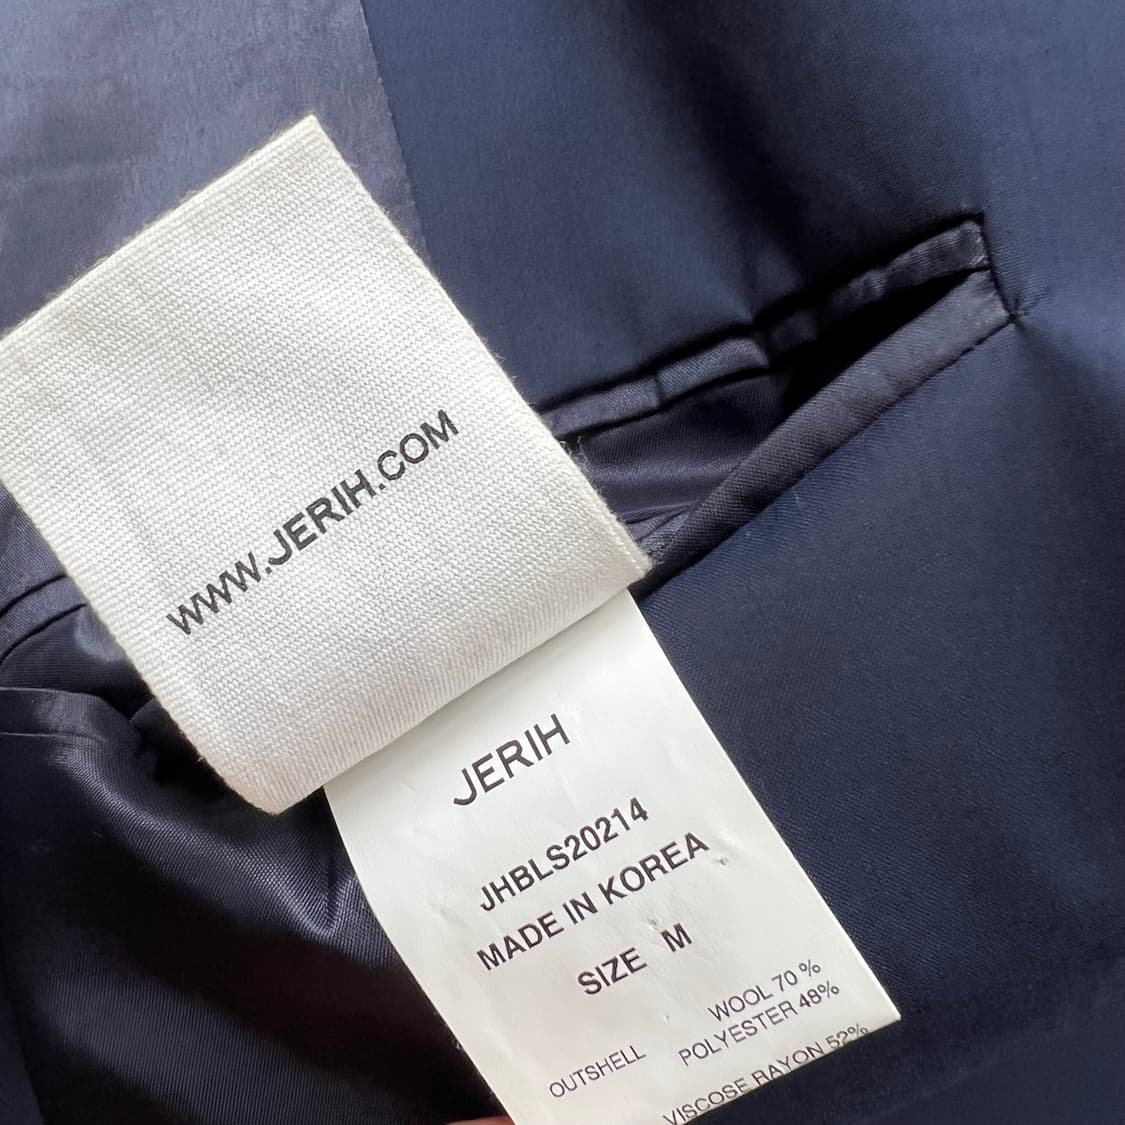 WWW.JERIH.COM
JERIH
JHBLS20214
MADE IN KOREA
SIZE M
WOOL 70 %
OUTSHELL POLYESTER 48%
VISCOSE RAYON 52%